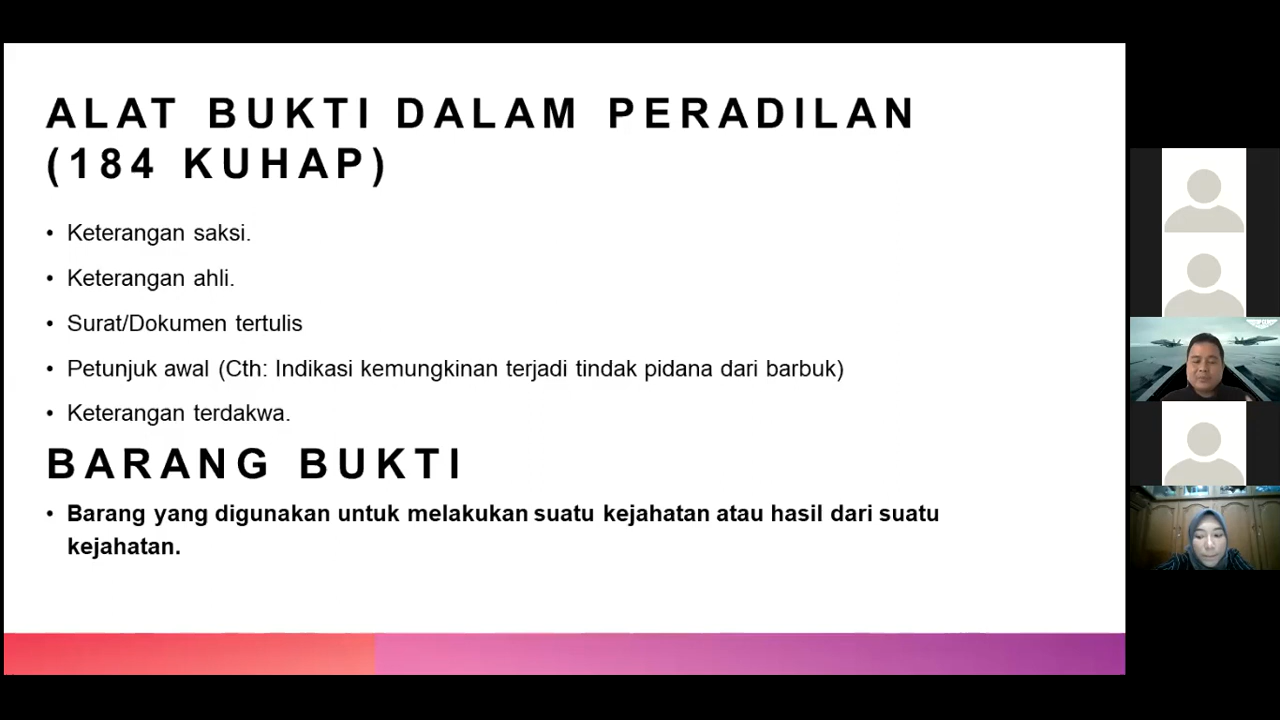 ALAT BUKTI DALAM PERADILAN
(184 KUHAP)
• Keterangan saksi.
• Keterangan ahli.
• Surat/Dokumen tertulis
• Petunjuk awal (Cth: Indikasi kemungkinan terjadi tindak pidana dari barbuk)
• Keterangan terdakwa.
BARANG BUKTI
• Barang yang digunakan untuk melakukan suatu kejahatan atau hasil dari suatu
kejahatan.